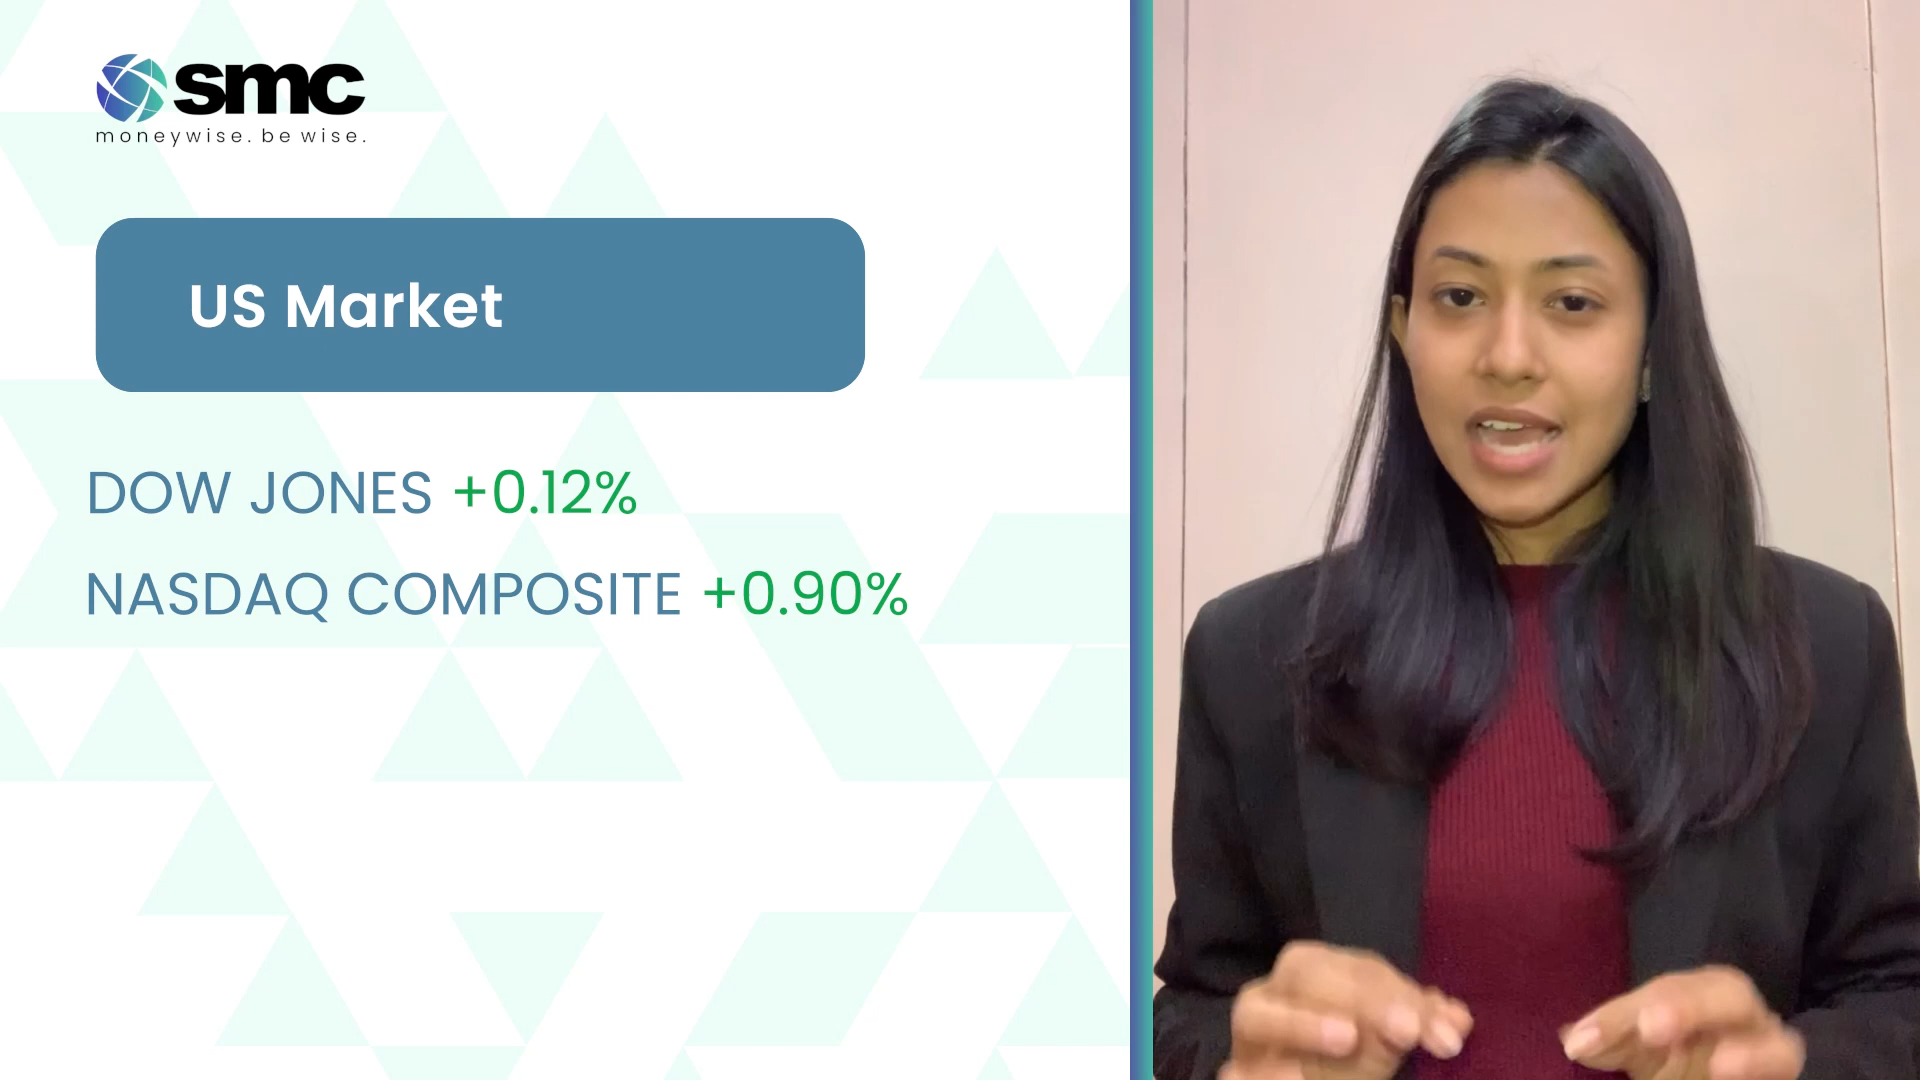 smc
moneywise. be wise.
US Market
DOW JONES +0.12%
NASDAQ COMPOSITE +0.90%